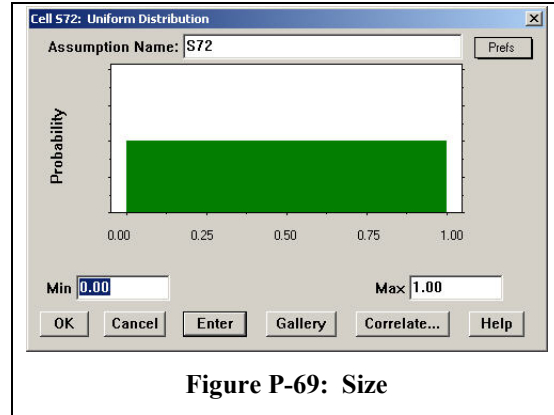 Cell S72: Uniform Distribution
Assumption Name: S72
Prefs
Probability
0.00 0.25 0.50 0.75 1.00
Min 0.00 Max 1.00
OK Cancel Enter Gallery Correlate... Help
Figure P-69: Size